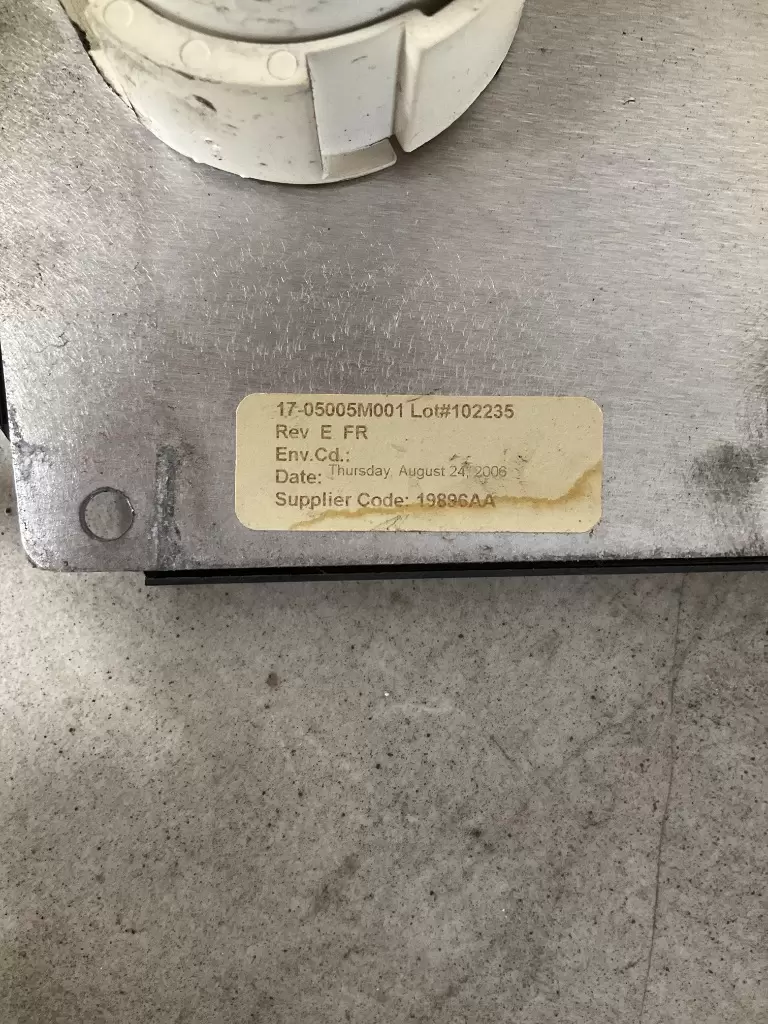 17-05005M001 Lot#102235
Rev E FR
Env.Cd.:
Date: Thursday, August 24, 2006
Supplier Code: 19896AA